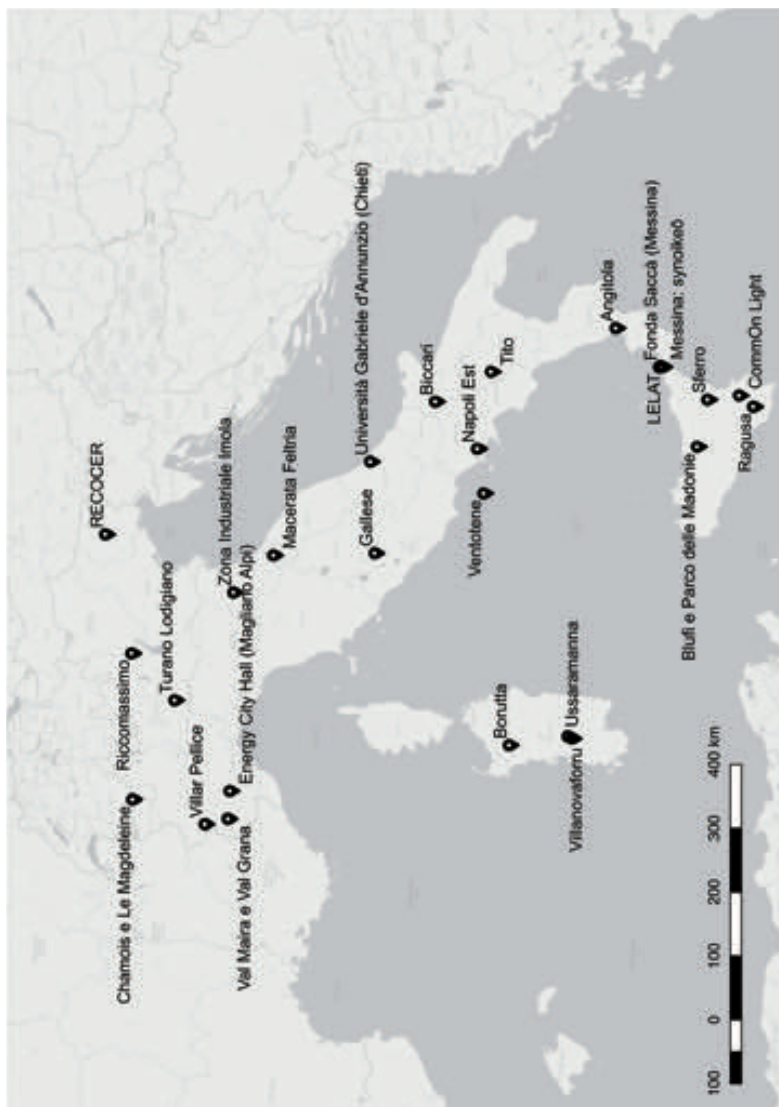 Chamois e Le Magdeleine
Riccomassimo
RECOCER
Villar Pellice
Turano Lodigiano
Val Maira e Val Grana
Energy City Hall (Magliano Alpi)
Zona Industriale Imola
Macerata Feltria
Gallese
Università Gabriele d'Annunzio (Chieti)
Biccari
Ventotene
Napoli Est
Tito
Borutta
Villanovaforru
Ussaramanna
Angitola
LELAT
Fonda Saccà (Messina)
Messina: synoikeō
Blufi e Parco delle Madonie
Sferro
Ragusa
CommOn Light
100 0 100 200 300 400 km